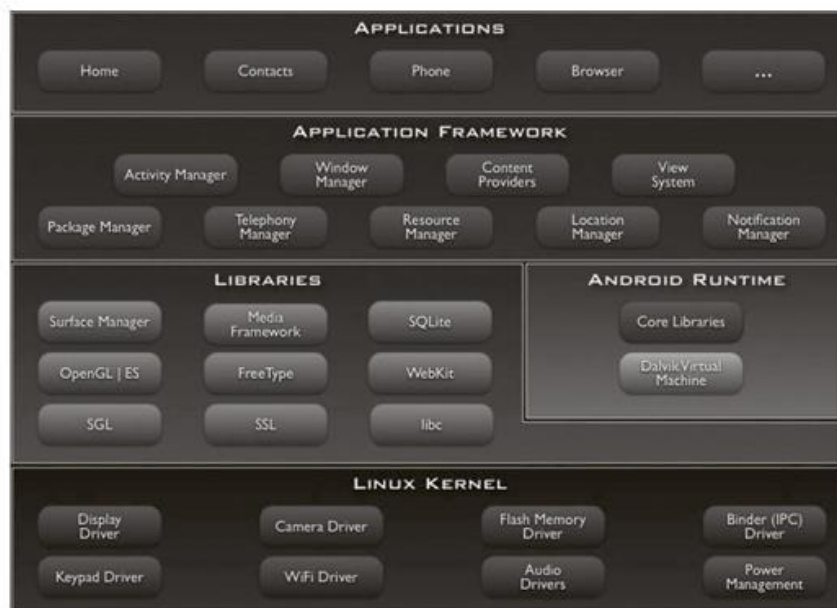 APPLICATIONS
Home
Contacts
Phone
Browser
...
APPLICATION FRAMEWORK
Activity Manager
Window
Manager
Content
Providers
View
System
Package Manager
Telephony
Manager
Resource
Manager
Location
Manager
Notification
Manager
LIBRARIES
Surface Manager
Media
Framework
SQLite
OpenGL | ES
FreeType
WebKit
SGL
SSL
libc
ANDROID RUNTIME
Core Libraries
Dalvik Virtual
Machine
LINUX KERNEL
Display
Driver
Camera Driver
Flash Memory
Driver
Binder (IPC)
Driver
Keypad Driver
WiFi Driver
Audio
Drivers
Power
Management